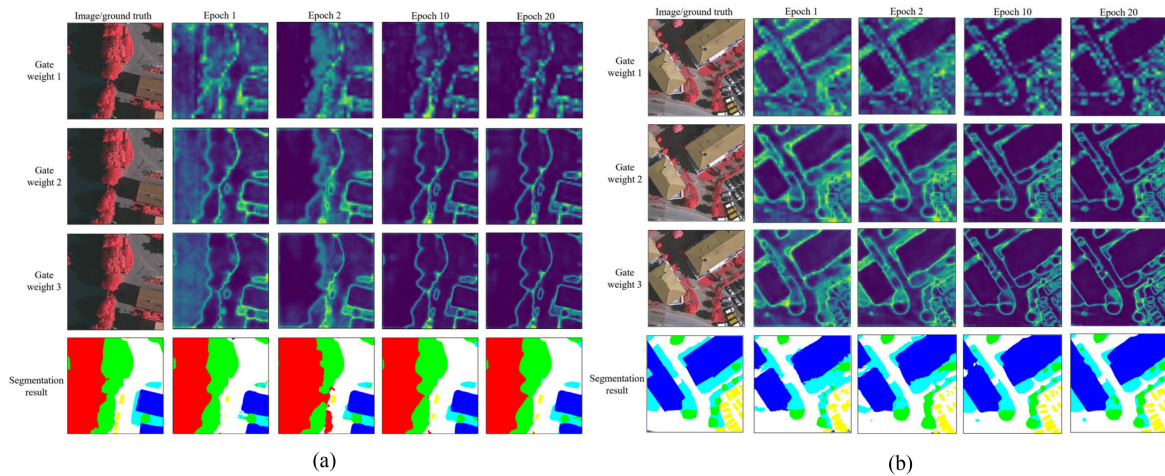 Image/ground truth Epoch 1 Epoch 2 Epoch 10 Epoch 20
Gate
weight 1
Gate
weight 2
Gate
weight 3
Segmentation
result
(a)
Image/ground truth Epoch 1 Epoch 2 Epoch 10 Epoch 20
Gate
weight 1
Gate
weight 2
Gate
weight 3
Segmentation
result
(b)